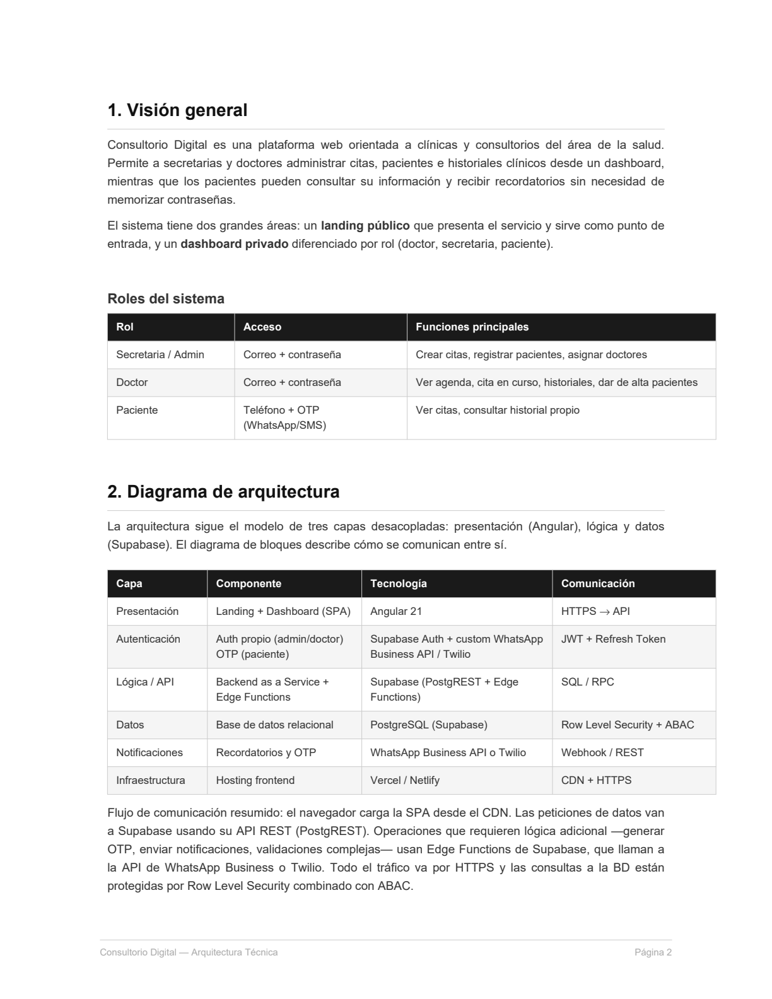 1. Visión general
Consultorio Digital es una plataforma web orientada a clínicas y consultorios del área de la salud.
Permite a secretarias y doctores administrar citas, pacientes e historiales clínicos desde un dashboard,
mientras que los pacientes pueden consultar su información y recibir recordatorios sin necesidad de
memorizar contraseñas.
El sistema tiene dos grandes áreas: un landing público que presenta el servicio y sirve como punto de
entrada, y un dashboard privado diferenciado por rol (doctor, secretaria, paciente).
Roles del sistema
Rol Acceso Funciones principales
Secretaria / Admin Correo + contraseña Crear citas, registrar pacientes, asignar doctores
Doctor Correo + contraseña Ver agenda, cita en curso, historiales, dar de alta pacientes
Paciente Teléfono + OTP Ver citas, consultar historial propio
(WhatsApp/SMS)
2. Diagrama de arquitectura
La arquitectura sigue el modelo de tres capas desacopladas: presentación (Angular), lógica y datos
(Supabase). El diagrama de bloques describe cómo se comunican entre sí.
Capa Componente Tecnología Comunicación
Presentación Landing + Dashboard (SPA) Angular 21 HTTPS → API
Autenticación Auth propio (admin/doctor) Supabase Auth + custom WhatsApp JWT + Refresh Token
OTP (paciente) Business API / Twilio
Lógica / API Backend as a Service + Supabase (PostgREST + Edge SQL / RPC
Edge Functions Functions)
Datos Base de datos relacional PostgreSQL (Supabase) Row Level Security + ABAC
Notificaciones Recordatorios y OTP WhatsApp Business API o Twilio Webhook / REST
Infraestructura Hosting frontend Vercel / Netlify CDN + HTTPS
Flujo de comunicación resumido: el navegador carga la SPA desde el CDN. Las peticiones de datos van
a Supabase usando su API REST (PostgREST). Operaciones que requieren lógica adicional —generar
OTP, enviar notificaciones, validaciones complejas— usan Edge Functions de Supabase, que llaman a
la API de WhatsApp Business o Twilio. Todo el tráfico va por HTTPS y las consultas a la BD están
protegidas por Row Level Security combinado con ABAC.
Consultorio Digital — Arquitectura Técnica Página 2